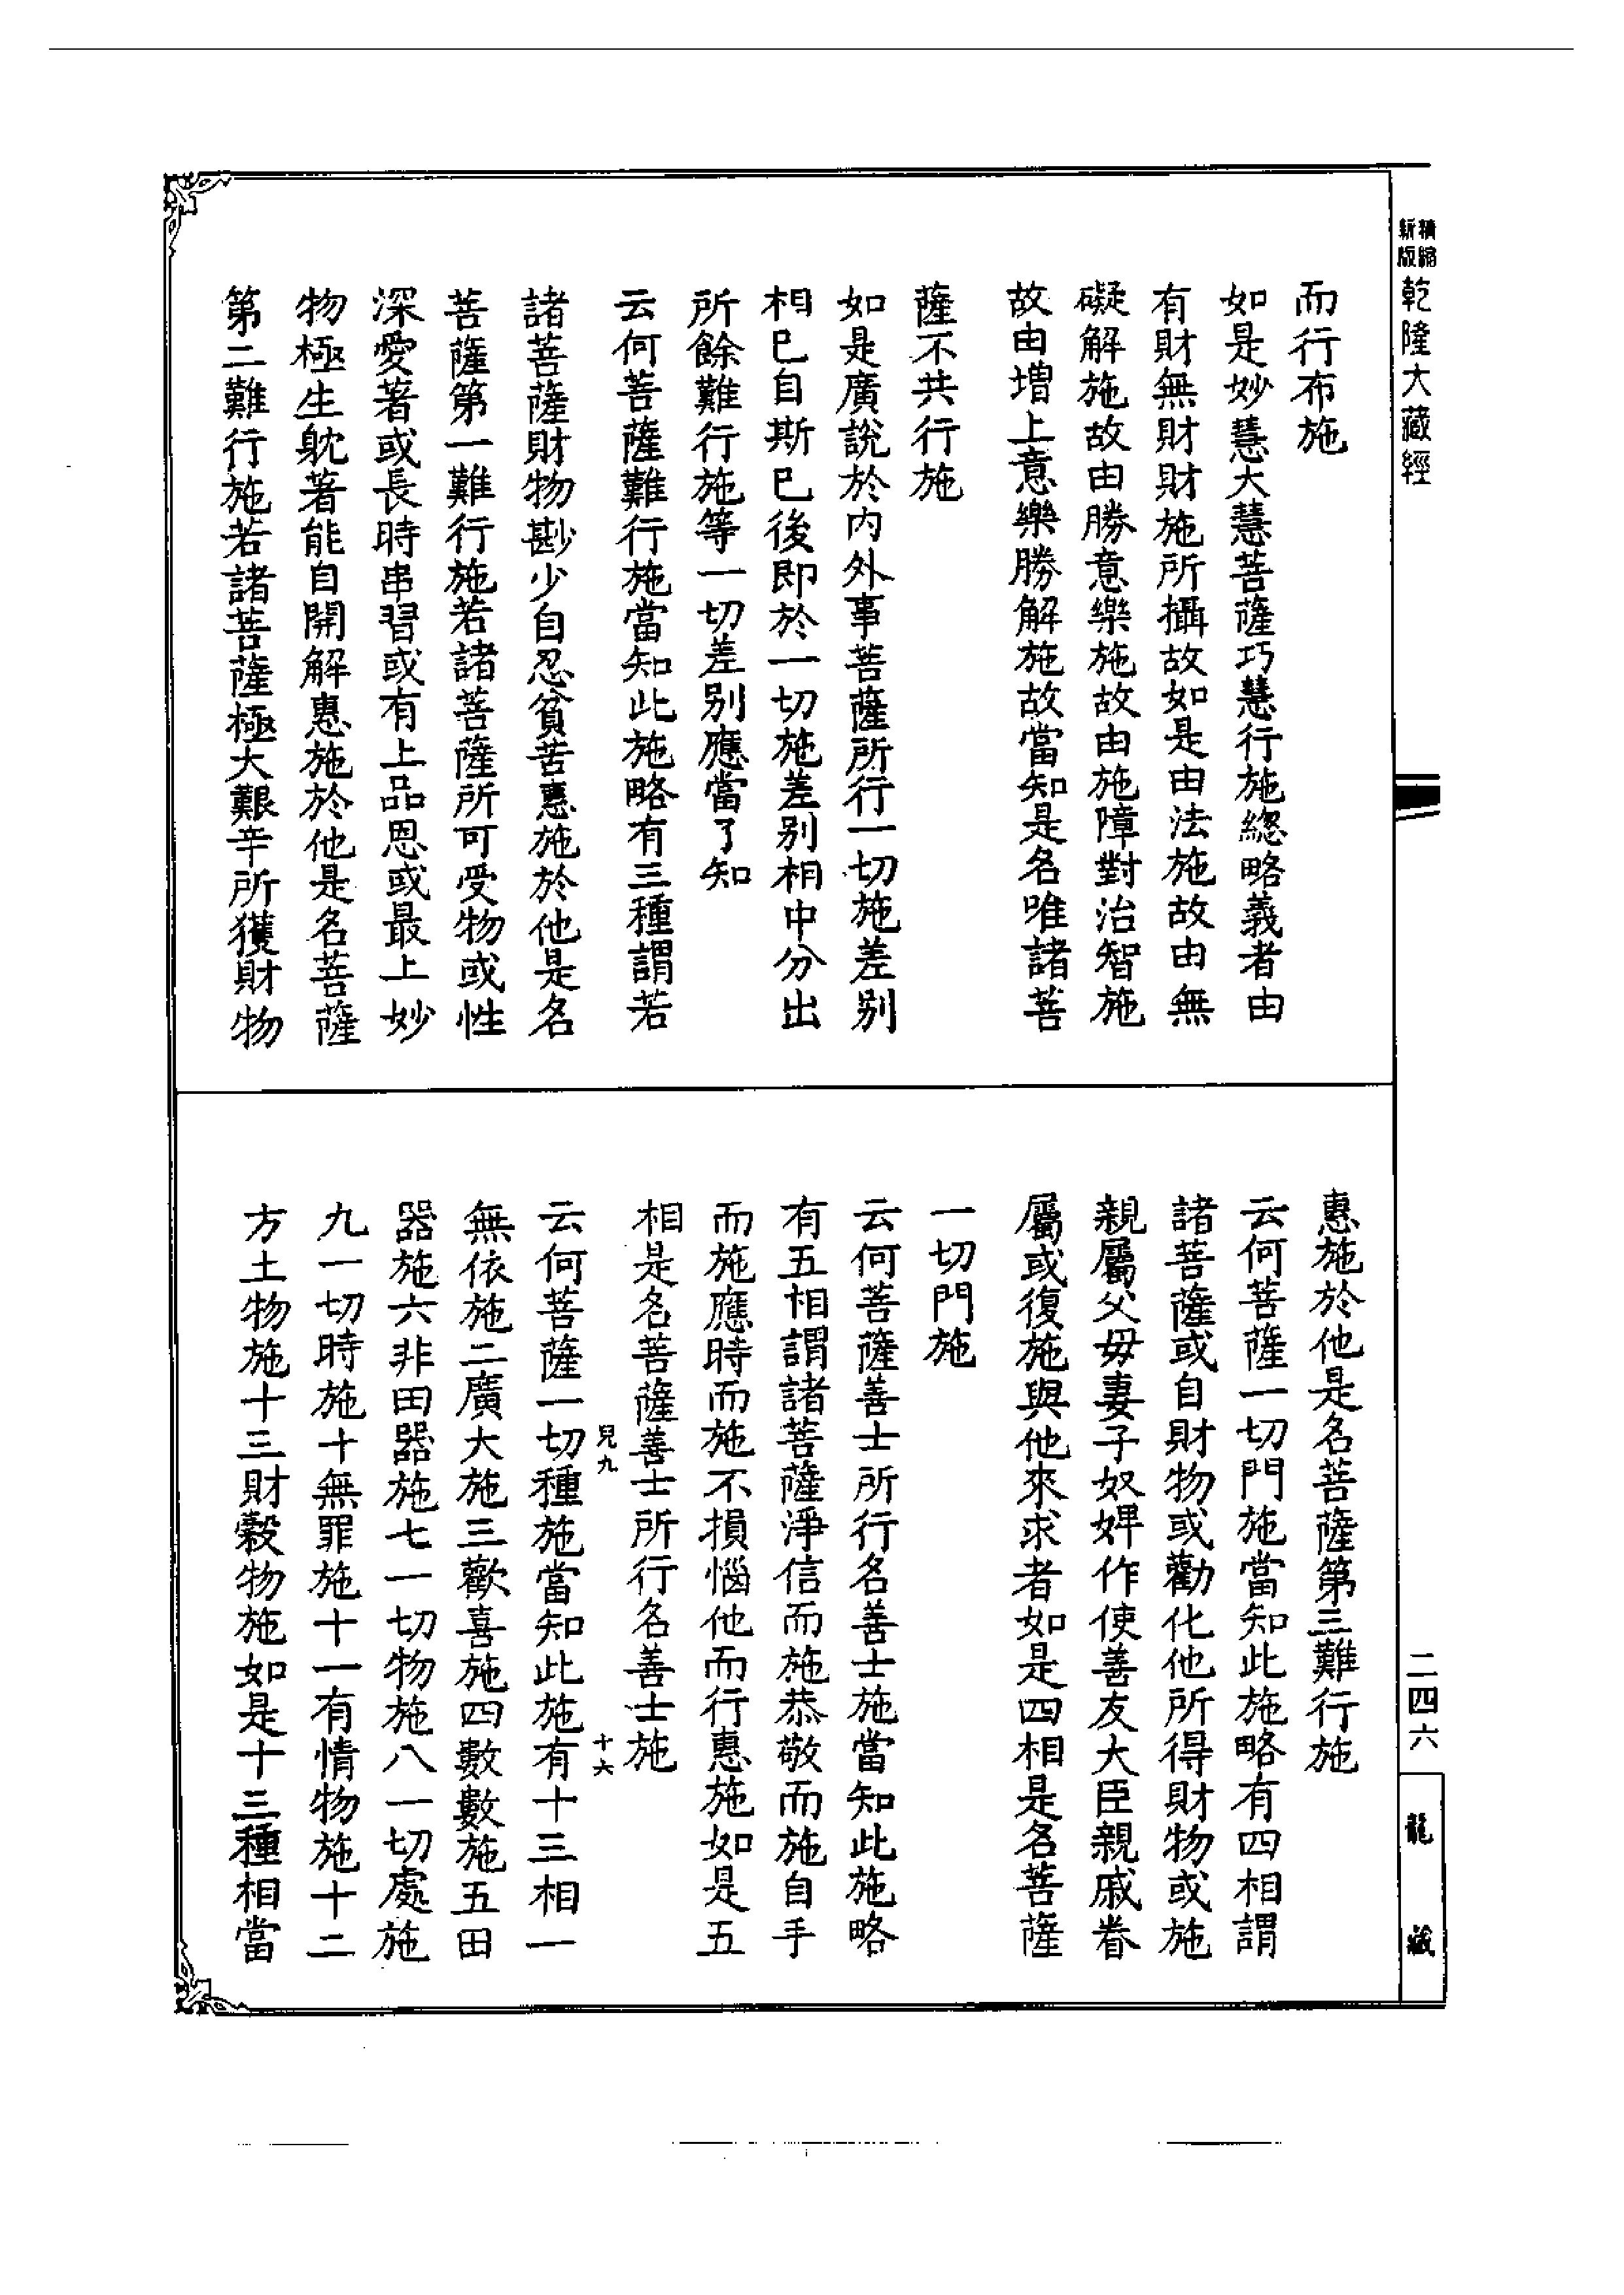 精縮新版
乾隆大藏經
而行布施
如是妙慧大慧菩薩巧慧行施總略義者由
有財無財財施所攝故如是由法施故由無
礙解施故由勝意樂施故由施障對治智施
故由增上意樂勝解施故當知是名唯諸菩
薩不共行施
如是廣說於內外事菩薩所行一切施差別
相已自斯已後即於一切施差別相中分出
所餘難行施等一切差別應當了知
云何菩薩難行施當知此施略有三種謂若
諸菩薩財物尠少自忍貧苦惠施於他是名
菩薩第一難行施若諸菩薩所可受物或性
深愛著或長時串習或有上品恩或最上妙
物極生躭著能自開解惠施於他是名菩薩
第二難行施若諸菩薩極大艱辛所獲財物
惠施於他是名菩薩第三難行施
云何菩薩一切門施當知此施略有四相謂
諸菩薩或自財物或勸化他所得財物或施
親屬父毋妻子奴婢作使善友大臣親戚眷
屬或復施與他來求者如是四相是名菩薩
一切門施
云何菩薩善士所行名善士施當知此施略
有五相謂諸菩薩淨信而施恭敬而施自手
而施應時而施不損惱他而行惠施如是五
相是名菩薩善士所行名善士施
兒九
十六
云何菩薩一切種施當知此施有十三相一
無依施二廣大施三歡喜施四數數施五田
器施六非田器施七一切物施八一切處施
九一切時施十無罪施十一有情物施十二
方土物施十三財穀物施如是十三種相當
二四六
龍藏